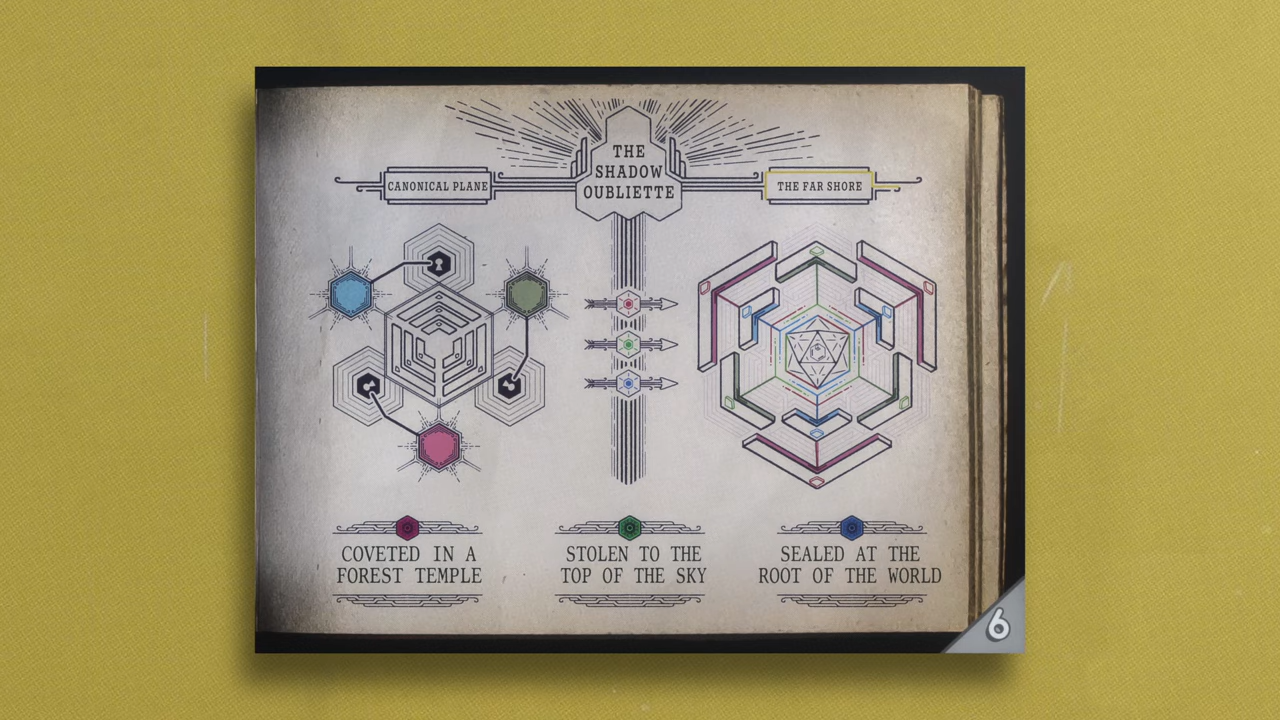 THE
SHADOW
OUBLIETTE
CANONICAL PLANE
THE FAR SHORE
COVETED IN A
FOREST TEMPLE
STOLEN TO THE
TOP OF THE SKY
SEALED AT THE
ROOT OF THE WORLD
6